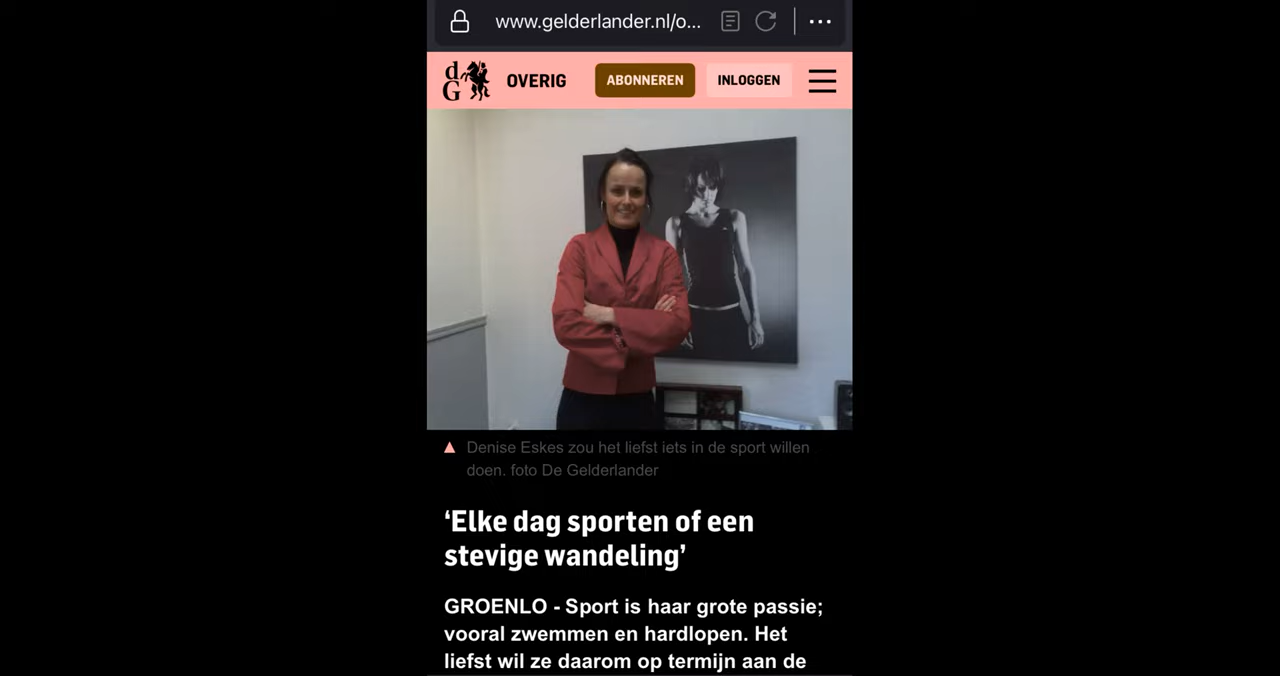 www.gelderlander.nl/o...
dG OVERIG ABONNEREN INLOGGEN
Denise Eskes zou het liefst iets in de sport willen
doen. foto De Gelderlander
‘Elke dag sporten of een
stevige wandeling’
GROENLO - Sport is haar grote passie;
vooral zwemmen en hardlopen. Het
liefst wil ze daarom op termijn aan de